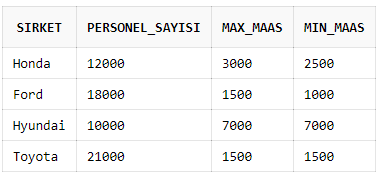 SIRKET PERSONEL_SAYISI MAX_MAAS MIN_MAAS
Honda 12000 3000 2500
Ford 18000 1500 1000
Hyundai 10000 7000 7000
Toyota 21000 1500 1500